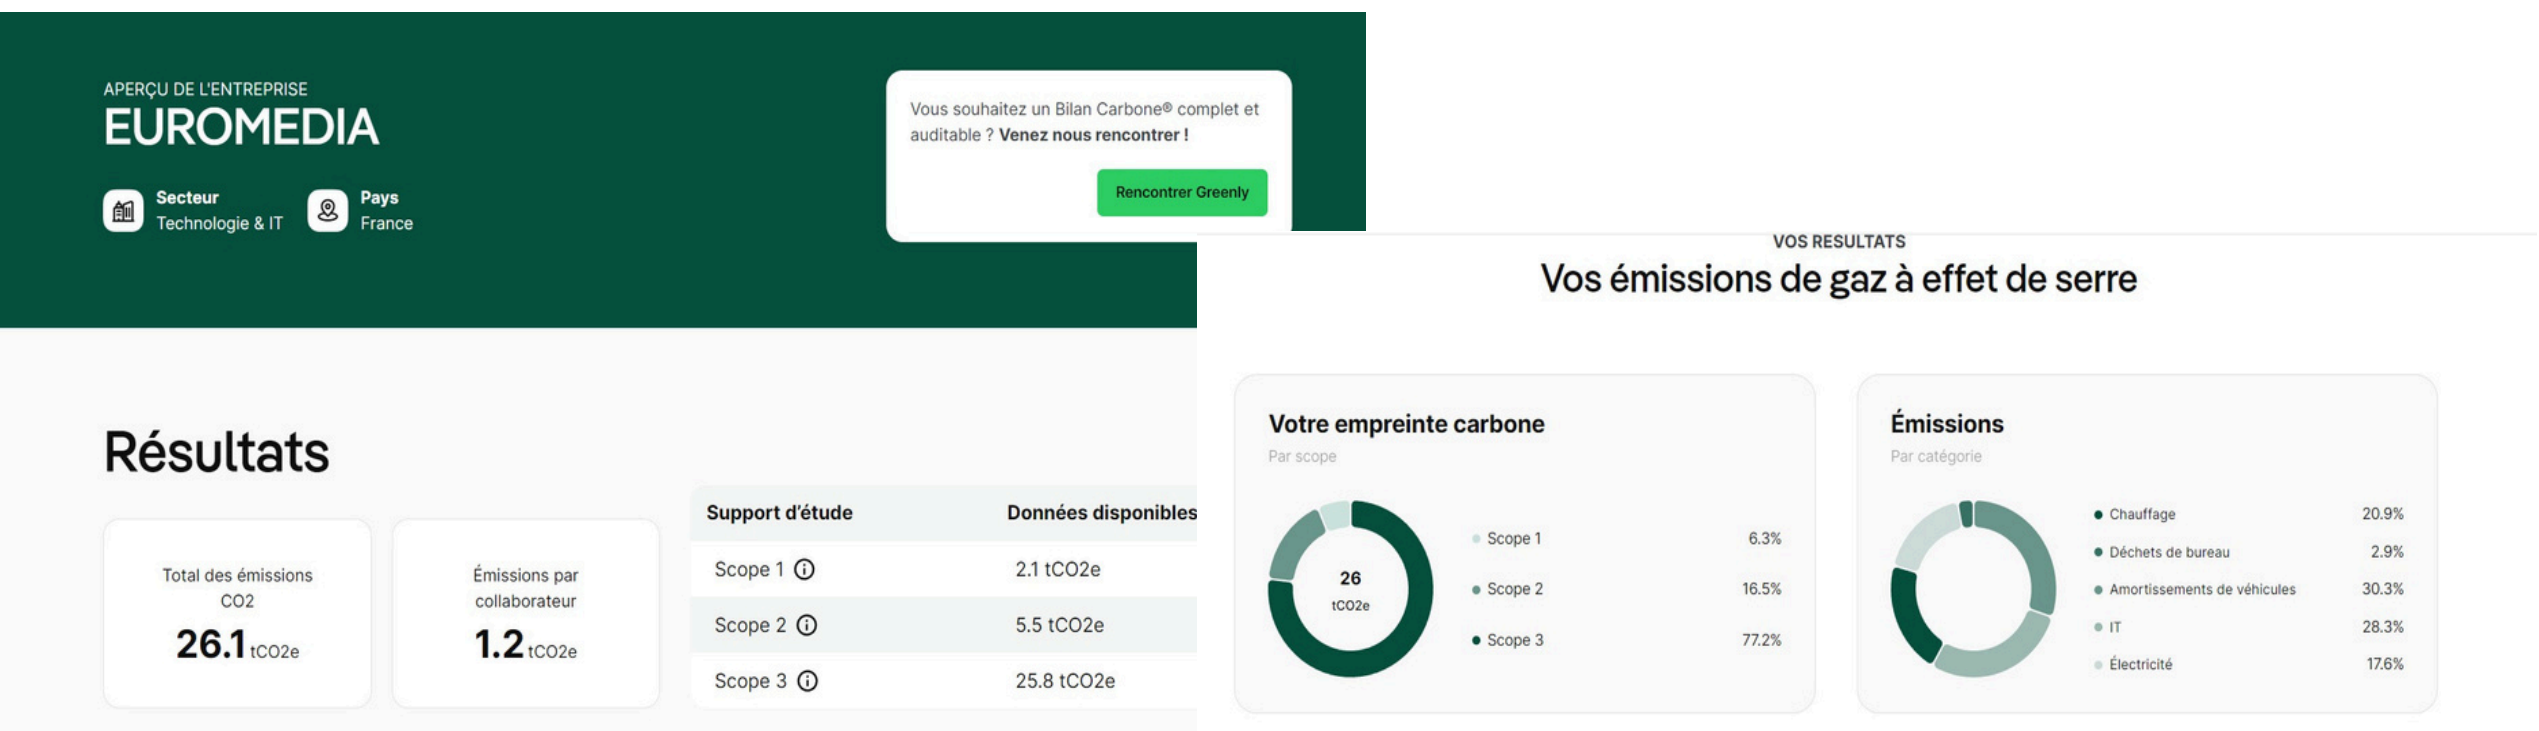 APERÇU DE L'ENTREPRISE
EUROMEDIA
Secteur
Technologie & IT
Pays
France
Vous souhaitez un Bilan Carbone® complet et
auditable ? Venez nous rencontrer !
Rencontrer Greenly
Résultats
Total des émissions
CO2
26.1 tCO2e
Émissions par
collaborateur
1.2 tCO2e
Support d'étude Données disponibles
Scope 1 2.1 tCO2e
Scope 2 5.5 tCO2e
Scope 3 25.8 tCO2e
VOS RESULTATS
Vos émissions de gaz à effet de serre
Votre empreinte carbone
Par scope
26
tCO2e
Scope 1 6.3%
Scope 2 16.5%
Scope 3 77.2%
Émissions
Par catégorie
Chauffage 20.9%
Déchets de bureau 2.9%
Amortissements de véhicules 30.3%
IT 28.3%
Électricité 17.6%